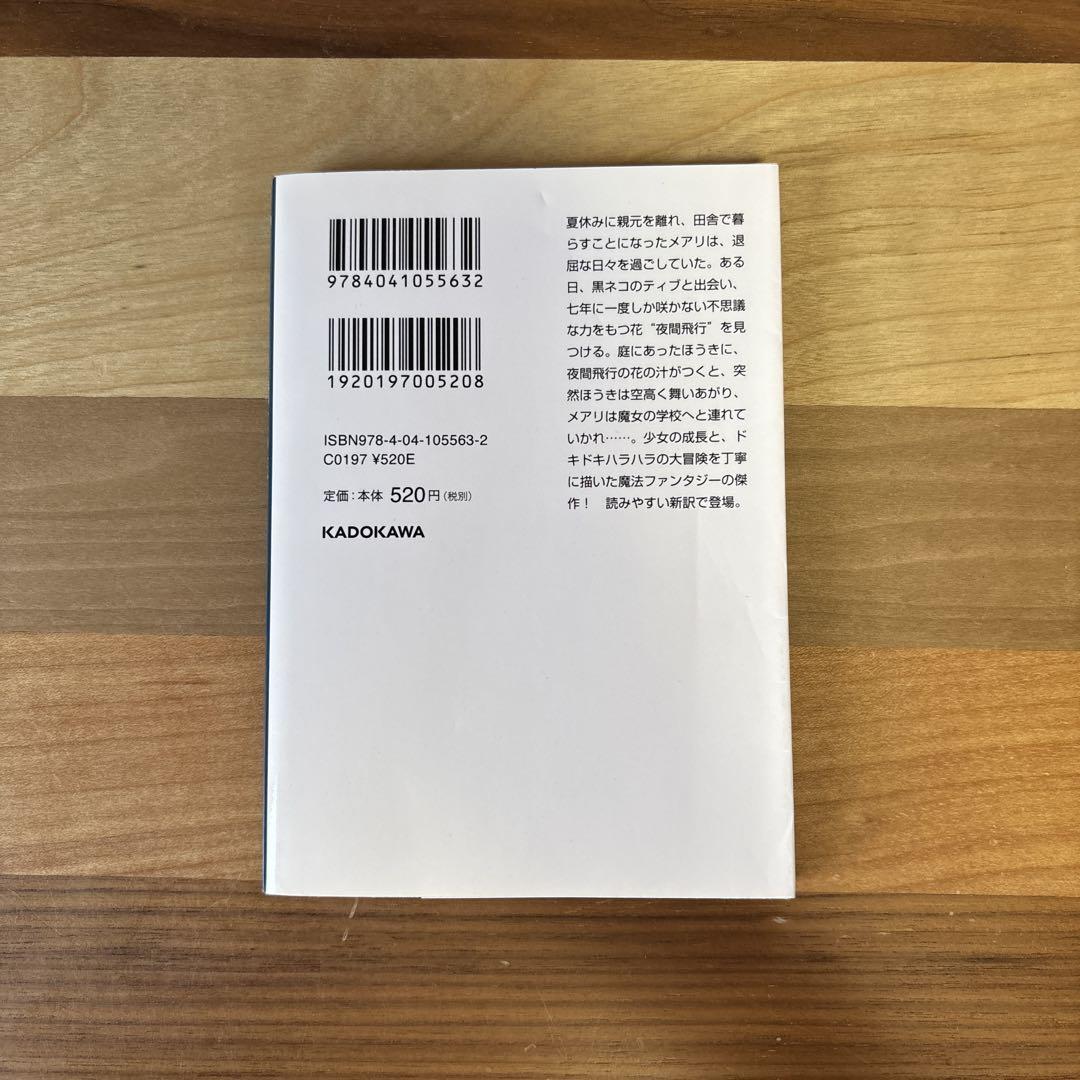 9784041055632
1920197005208
ISBN978-4-04-105563-2
C0197 ¥520E
定価：本体 520円（税別）
KADOKAWA
夏休みに親元を離れ、田舎で暮
らすことになったメアリは、退
屈な日々を過ごしていた。ある
日、黒ネコのティブと出会い、
七年に一度しか咲かない不思議
な力をもつ花“夜間飛行”を見
つける。庭にあったほうきに、
夜間飛行の花の汁がつくと、突
然ほうきは空高く舞いあがり、
メアリは魔女の学校へと連れて
いかれ……。少女の成長と、ド
キドキハラハラの大冒険を丁寧
に描いた魔法ファンタジーの傑
作！　読みやすい新訳で登場。